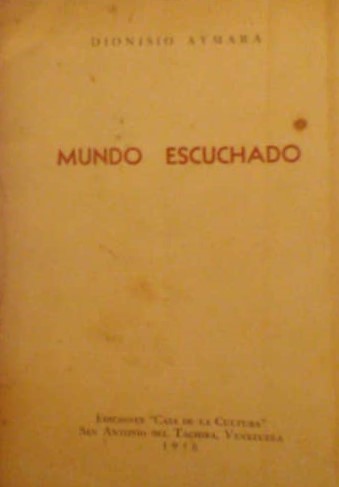 DIONISIO AYMARA
MUNDO ESCUCHADO
EDICIONES "CASA DE LA CULTURA"
SAN ANTONIO DEL TACHIRA, VENEZUELA